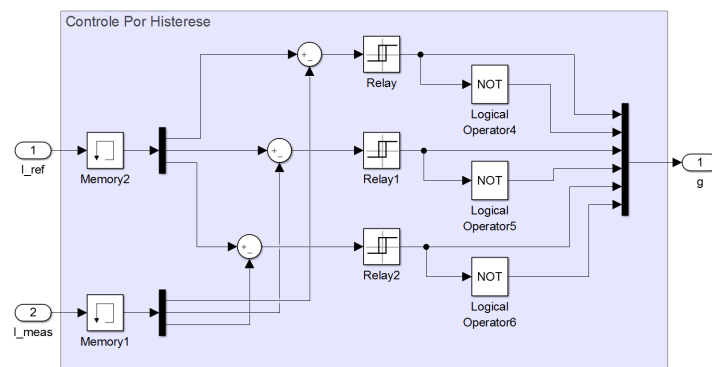 Controle Por Histerese
+
_
Relay
NOT
Logical
Operator4
1
I_ref
Memory2
+
_
Relay1
NOT
Logical
Operator5
1
g
+
_
Relay2
NOT
Logical
Operator6
2
I_meas
Memory1